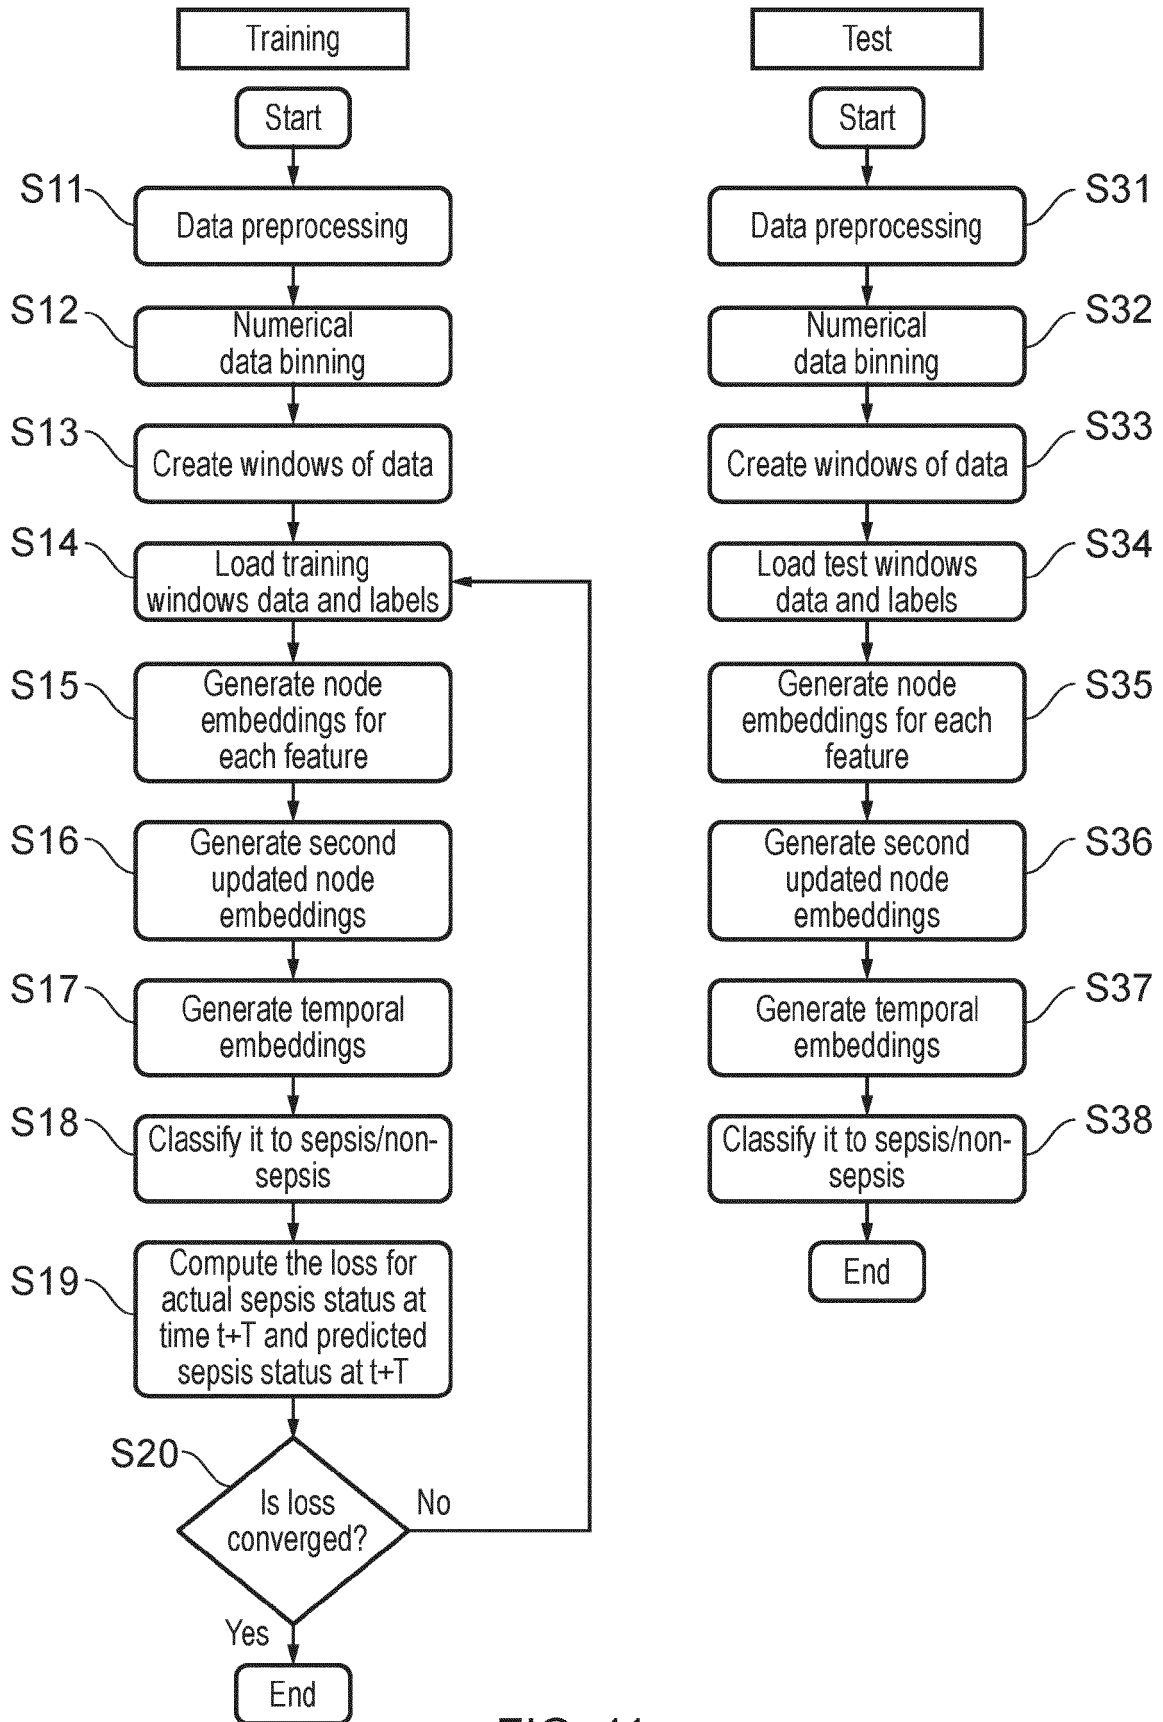 Training
Start
S11
Data preprocessing
S12
Numerical
data binning
S13
Create windows of data
S14
Load training
windows data and labels
S15
Generate node
embeddings for
each feature
S16
Generate second
updated node
embeddings
S17
Generate temporal
embeddings
S18
Classify it to sepsis/non-
sepsis
S19
Compute the loss for
actual sepsis status at
time t+T and predicted
sepsis status at t+T
S20
Is loss
converged?
No
Yes
End
Test
Start
S31
Data preprocessing
S32
Numerical
data binning
S33
Create windows of data
S34
Load test windows
data and labels
S35
Generate node
embeddings for each
feature
S36
Generate second
updated node
embeddings
S37
Generate temporal
embeddings
S38
Classify it to sepsis/non-
sepsis
End